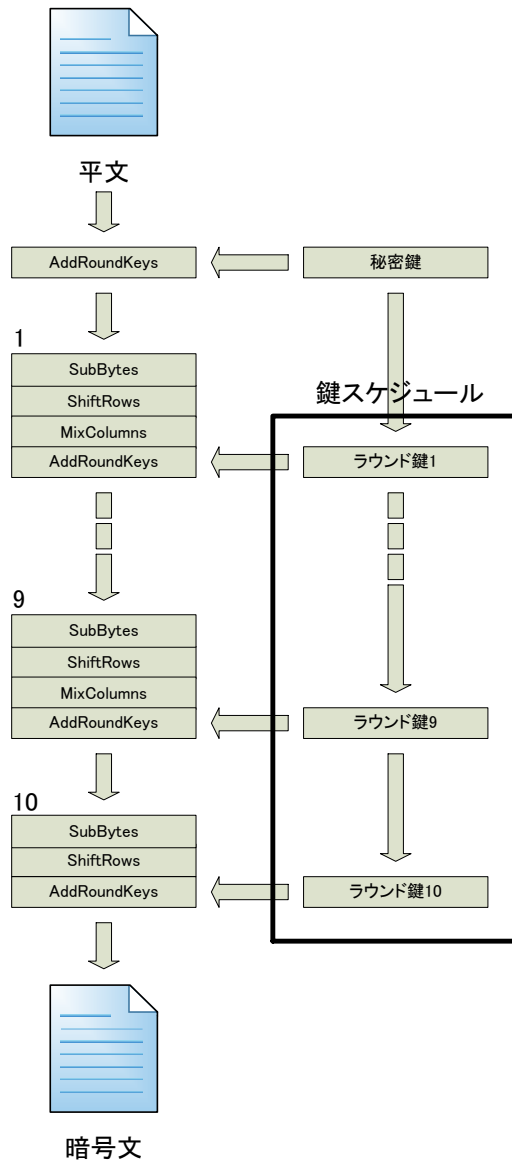 平文
AddRoundKeys
秘密鍵
1
SubBytes
ShiftRows
MixColumns
AddRoundKeys
鍵スケジュール
ラウンド鍵1
9
SubBytes
ShiftRows
MixColumns
AddRoundKeys
ラウンド鍵9
10
SubBytes
ShiftRows
AddRoundKeys
ラウンド鍵10
暗号文